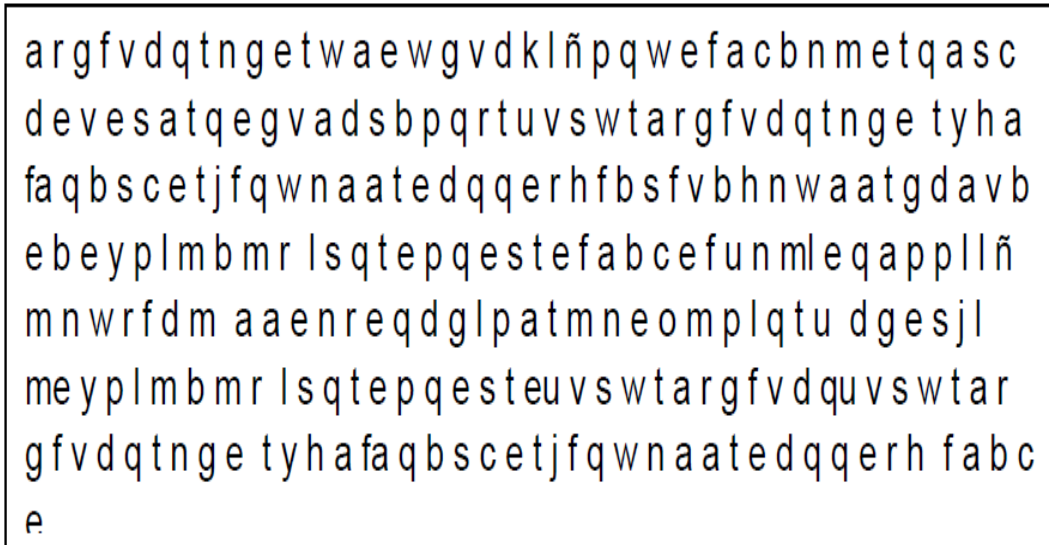 a r g f v d q t n g e t w a e w g v d k l ñ p q w e f a c b n m e t q a s c
d e v e s a t q e g v a d s b p q r t u v s w t a r g f v d q t n g e t y h a
fa q b s c e t j f q w n a a t e d q q e r h f b s f v b h n w a a t g d a v b
e b e y p l m b m r l s q t e p q e s t e f a b c e f u n ml e q a p p l l ñ
m n w r f d m a a e n r e q d g l p a t m n e o m p l q t u d g e s j l
me y p l m b m r l s q t e p q e s t eu v s w t a r g f v d qu v s w t a r
g f v d q t n g e t y h a fa q b s c e t j f q w n a a t e d q q e r h f a b c
e